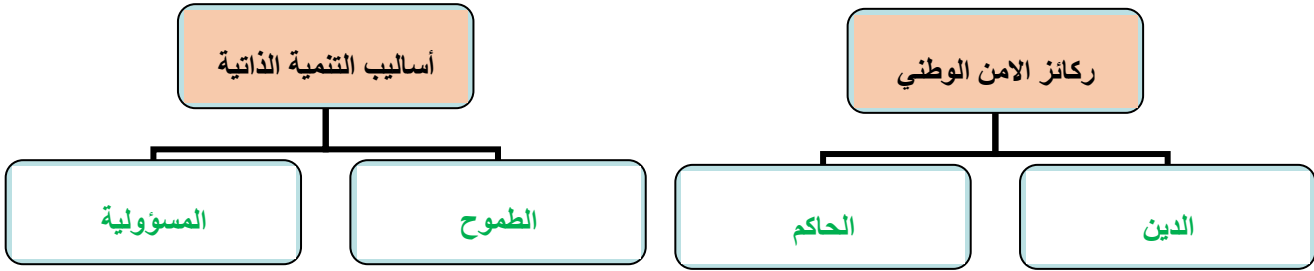 ركائز الامن الوطني
أساليب التنمية الذاتية
الدين
الحاكم
الطموح
المسؤولية